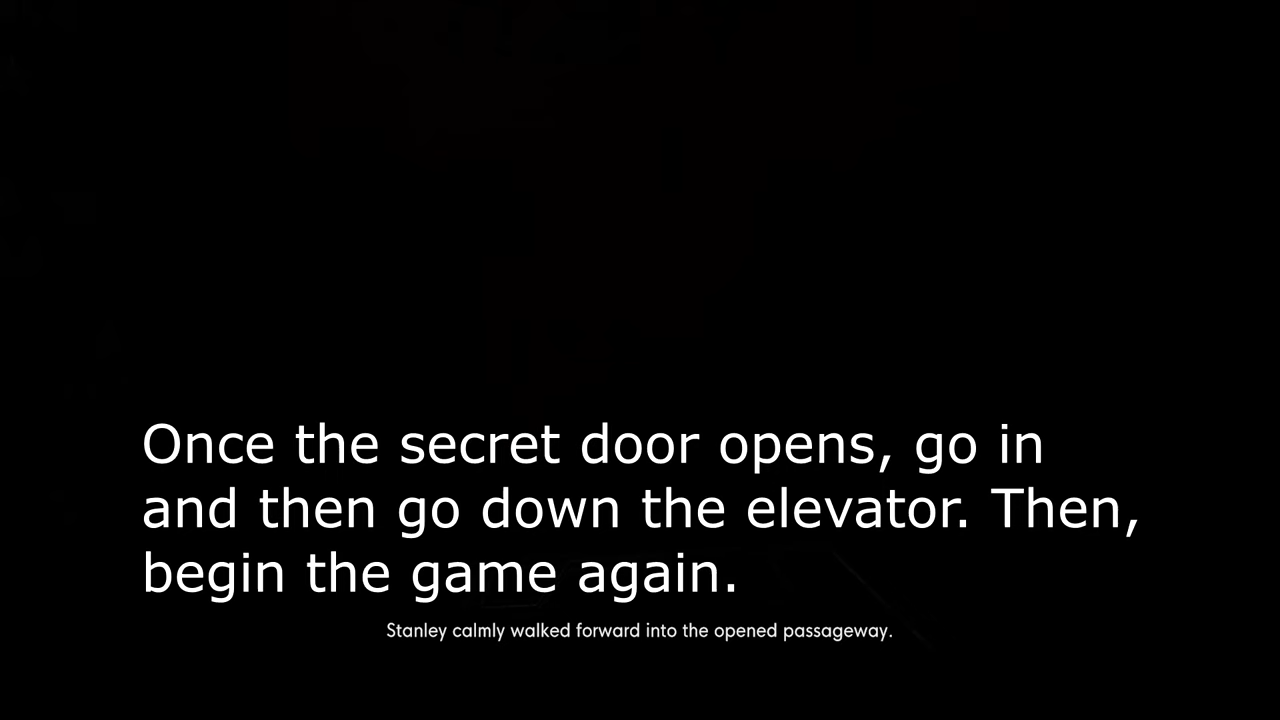 Once the secret door opens, go in
and then go down the elevator. Then,
begin the game again.
Stanley calmly walked forward into the opened passageway.